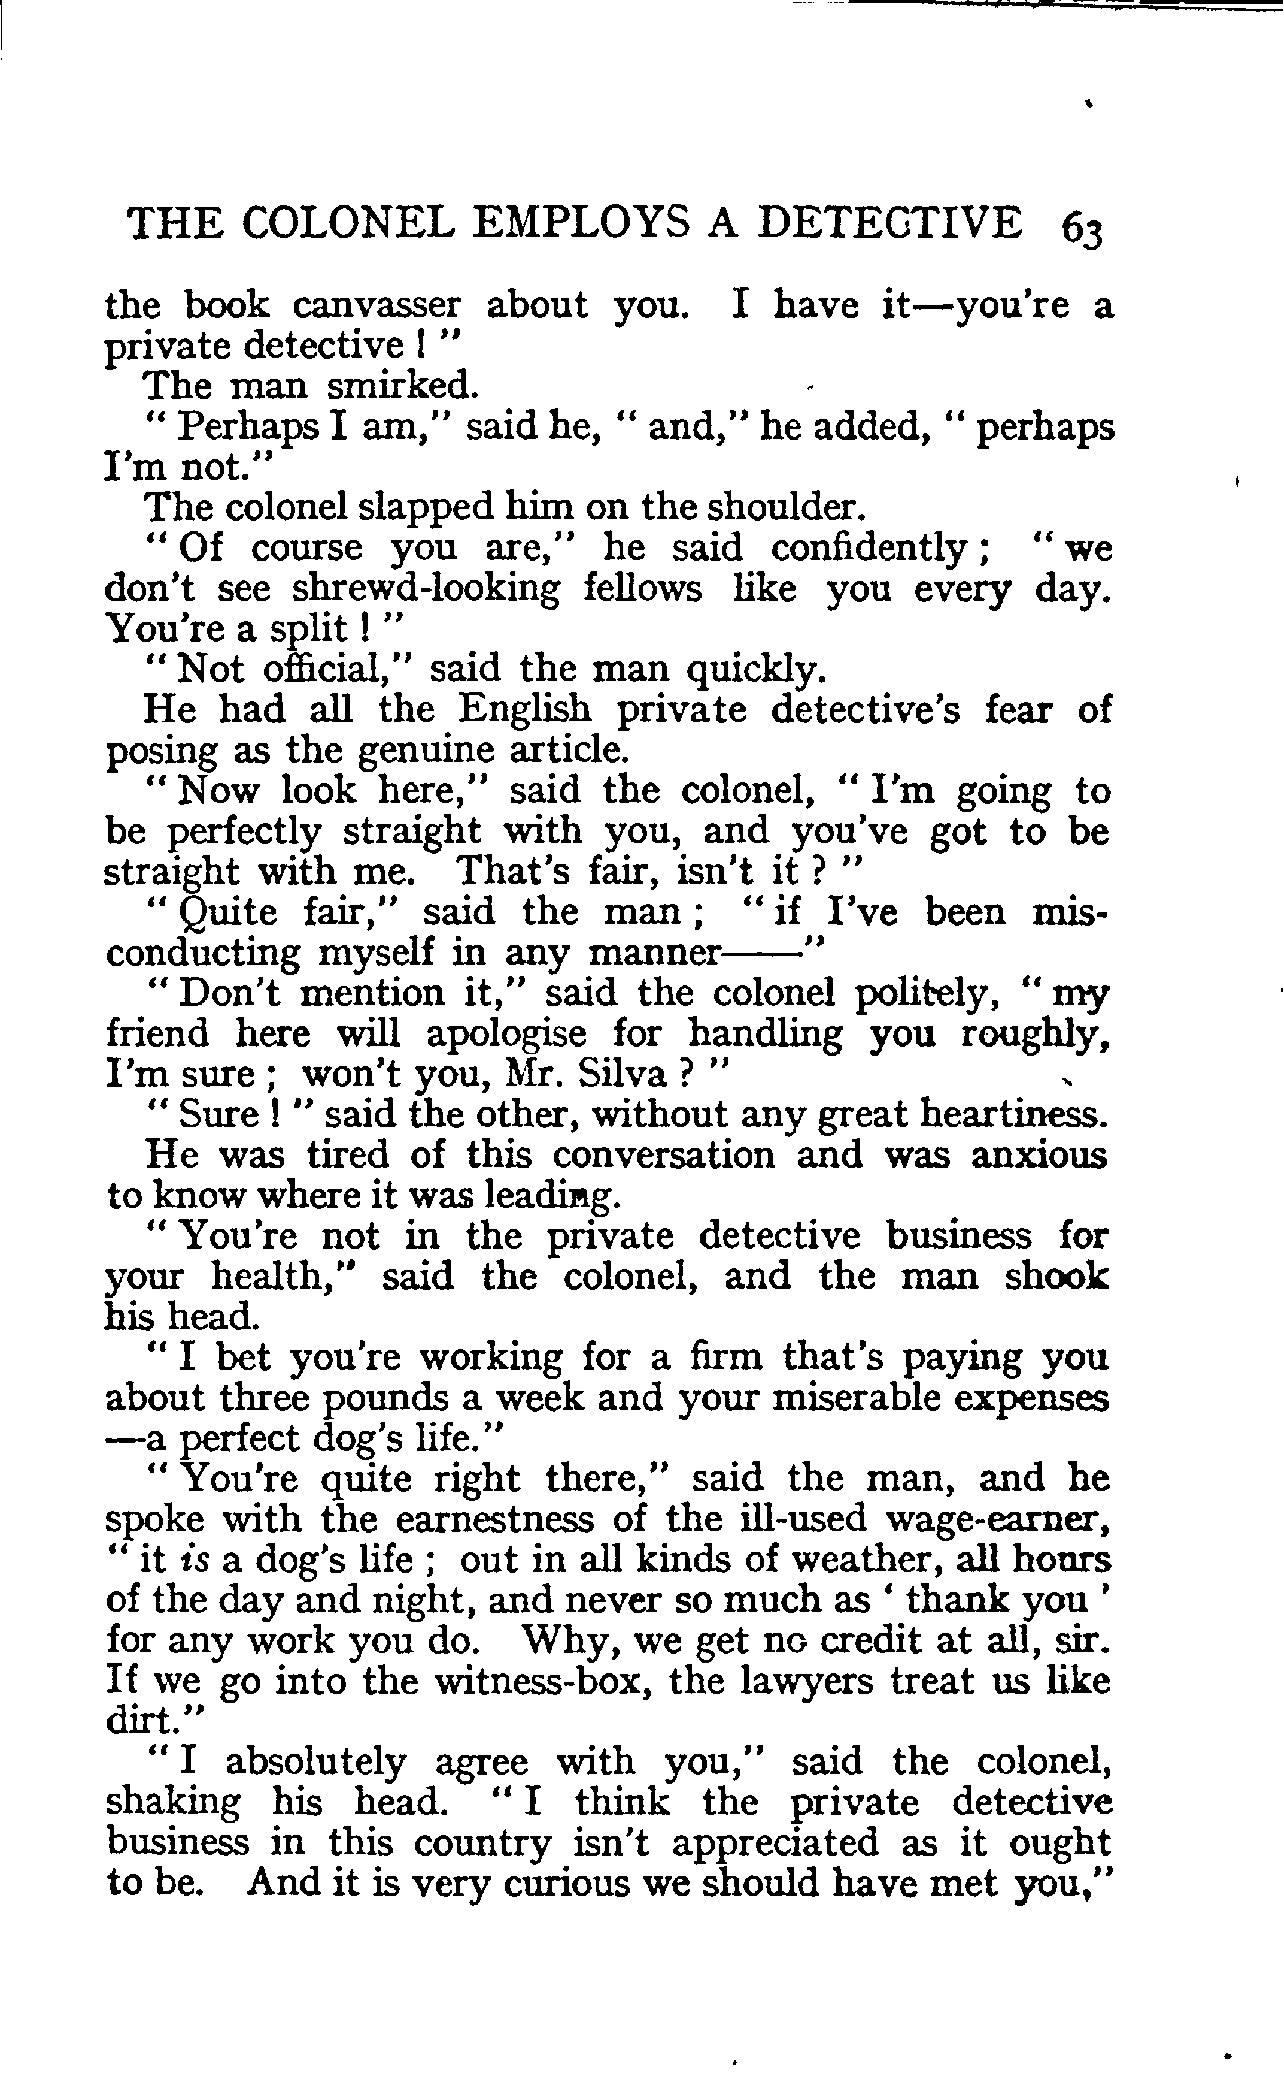 THE COLONEL EMPLOYS A DETECTIVE 63
the book canvasser about you. I have it—you're a
private detective ! "
The man smirked.
" Perhaps I am," said he, " and," he added, " perhaps
I'm not."
The colonel slapped him on the shoulder.
" Of course you are," he said confidently ; " we
don't see shrewd-looking fellows like you every day.
You're a split ! "
" Not official," said the man quickly.
He had all the English private detective's fear of
posing as the genuine article.
" Now look here," said the colonel, " I'm going to
be perfectly straight with you, and you've got to be
straight with me. That's fair, isn't it ? "
" Quite fair," said the man ; " if I've been mis-
conducting myself in any manner——"
" Don't mention it," said the colonel politely, " my
friend here will apologise for handling you roughly,
I'm sure ; won't you, Mr. Silva ? "
" Sure ! " said the other, without any great heartiness.
He was tired of this conversation and was anxious
to know where it was leading.
" You're not in the private detective business for
your health," said the colonel, and the man shook
his head.
" I bet you're working for a firm that's paying you
about three pounds a week and your miserable expenses
—a perfect dog's life."
" You're quite right there," said the man, and he
spoke with the earnestness of the ill-used wage-earner,
" it is a dog's life ; out in all kinds of weather, all hours
of the day and night, and never so much as ' thank you '
for any work you do. Why, we get no credit at all, sir.
If we go into the witness-box, the lawyers treat us like
dirt."
" I absolutely agree with you," said the colonel,
shaking his head. " I think the private detective
business in this country isn't appreciated as it ought
to be. And it is very curious we should have met you,"